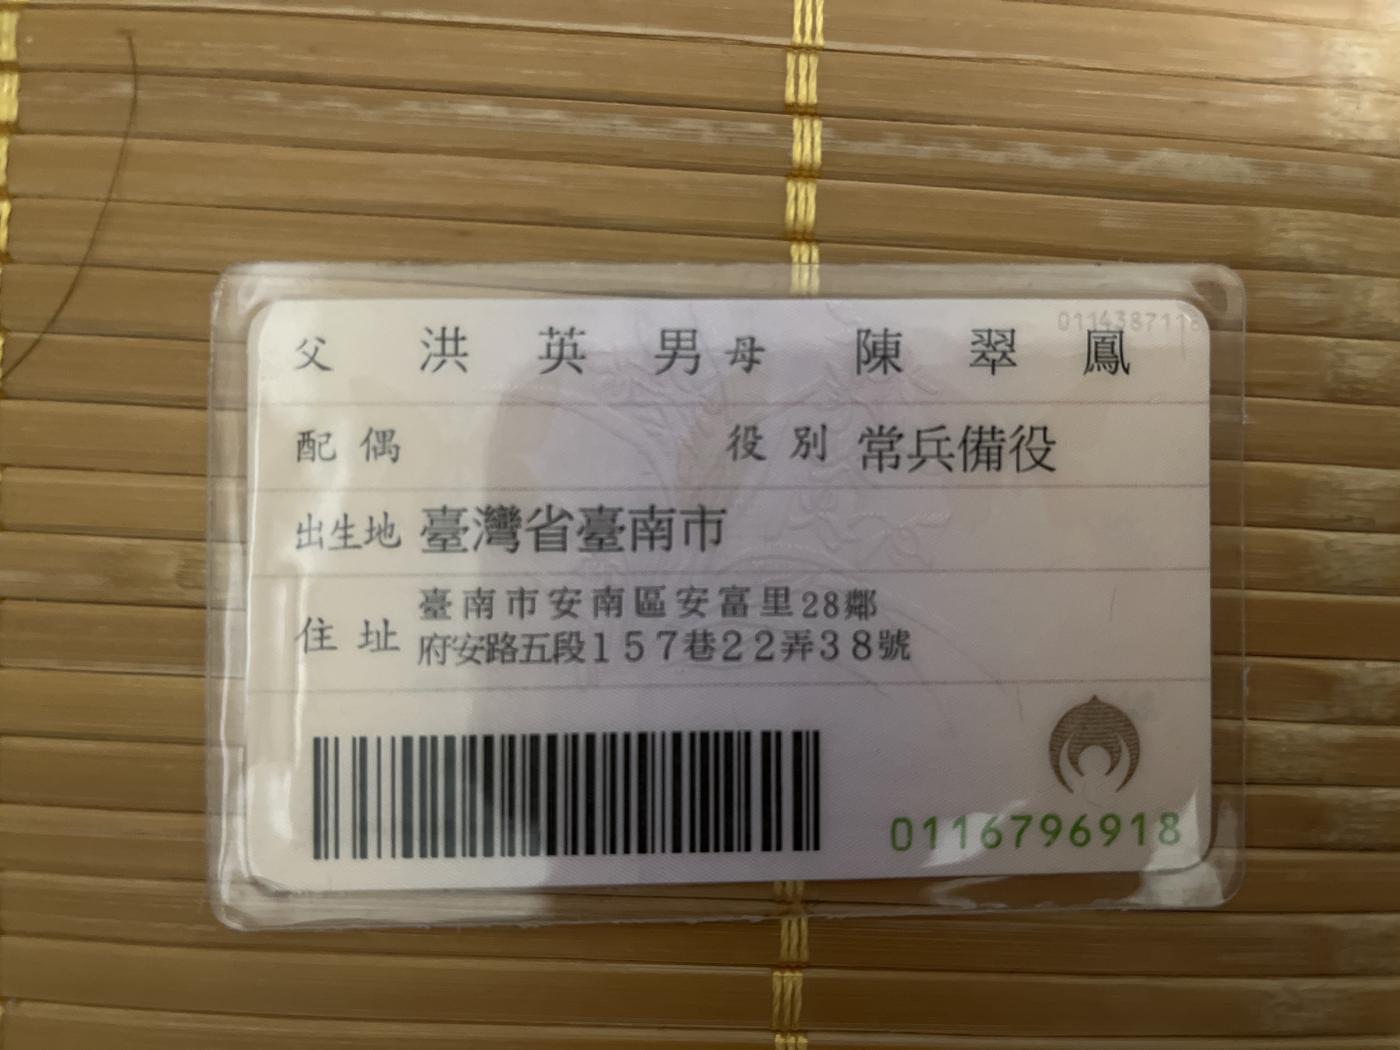 0114387118
父 洪英男 母 陳翠鳳
配偶 役別 常兵備役
出生地 臺灣省臺南市
住址 臺南市安南區安富里28鄰
府安路五段157巷22弄38號
0116796918